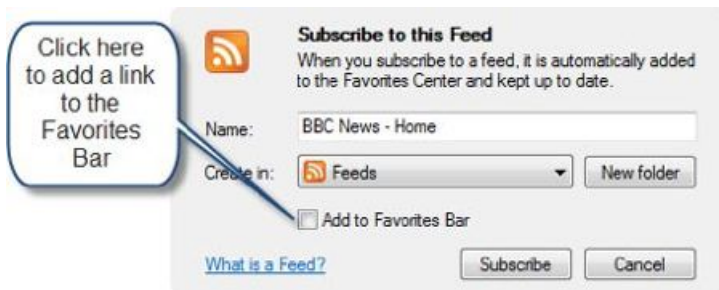 Click here
to add a link
to the
Favorites
Bar
Subscribe to this Feed
When you subscribe to a feed, it is automatically added
to the Favorites Center and kept up to date.
Name:
BBC News - Home
Create in:
Feeds
New folder
Add to Favorites Bar
What is a Feed?
Subscribe
Cancel